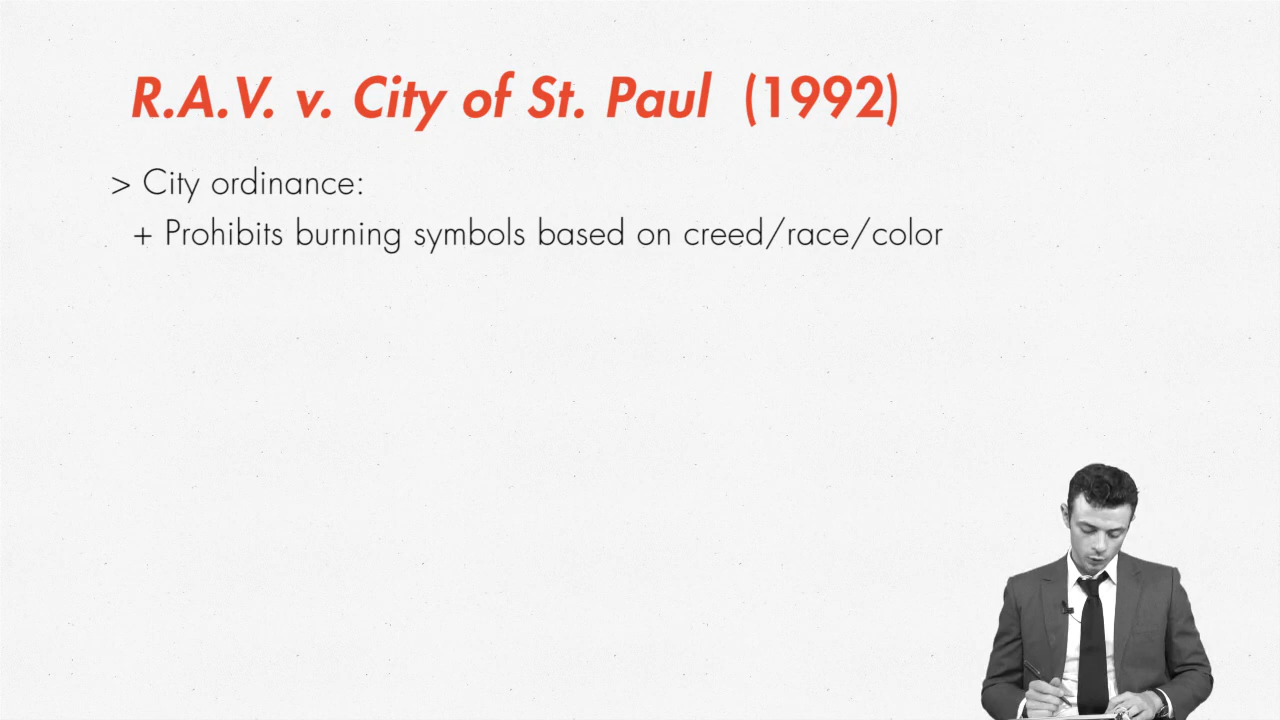 R.A.V. v. City of St. Paul (1992)
> City ordinance:
+ Prohibits burning symbols based on creed/race/color